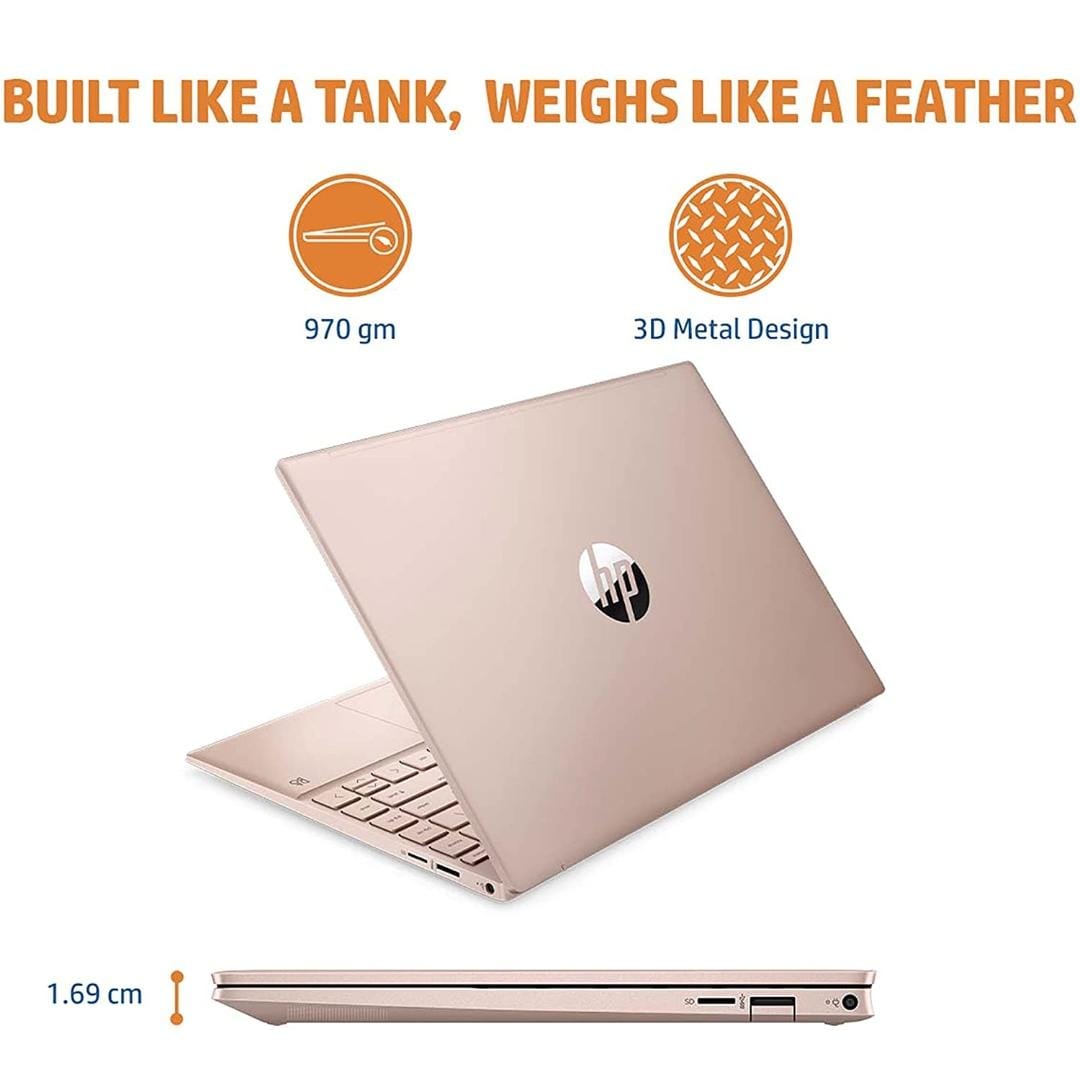 BUILT LIKE A TANK, WEIGHS LIKE A FEATHER
970 gm
3D Metal Design
hp
1.69 cm
SD